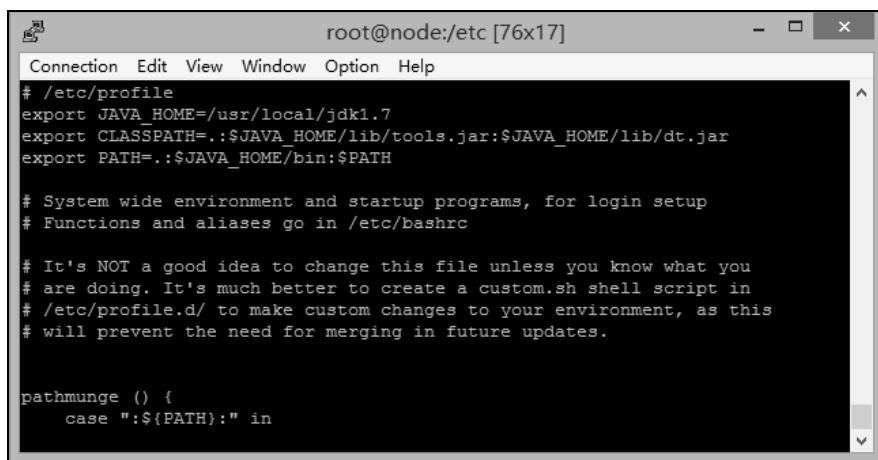 root@node:/etc [76x17]
Connection Edit View Window Option Help
# /etc/profile
export JAVA_HOME=/usr/local/jdk1.7
export CLASSPATH=.:$JAVA_HOME/lib/tools.jar:$JAVA_HOME/lib/dt.jar
export PATH=.:$JAVA_HOME/bin:$PATH
# System wide environment and startup programs, for login setup
# Functions and aliases go in /etc/bashrc
# It's NOT a good idea to change this file unless you know what you
# are doing. It's much better to create a custom.sh shell script in
# /etc/profile.d/ to make custom changes to your environment, as this
# will prevent the need for merging in future updates.
pathmunge () {
    case ":${PATH}:" in